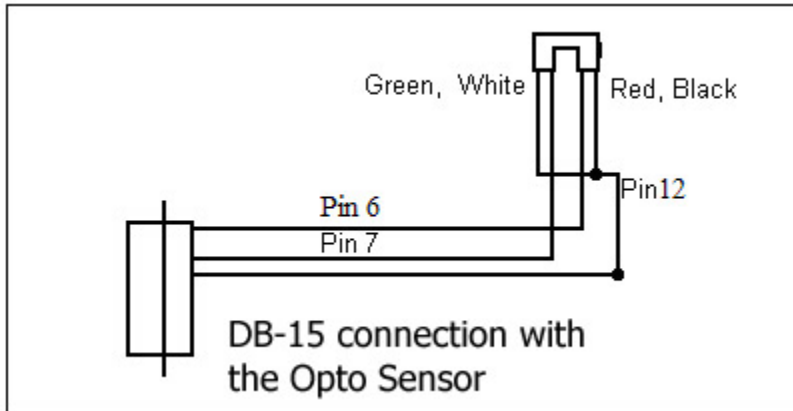 Green,  White
Red, Black
Pin12
Pin 6
Pin 7
DB-15 connection with
the Opto Sensor